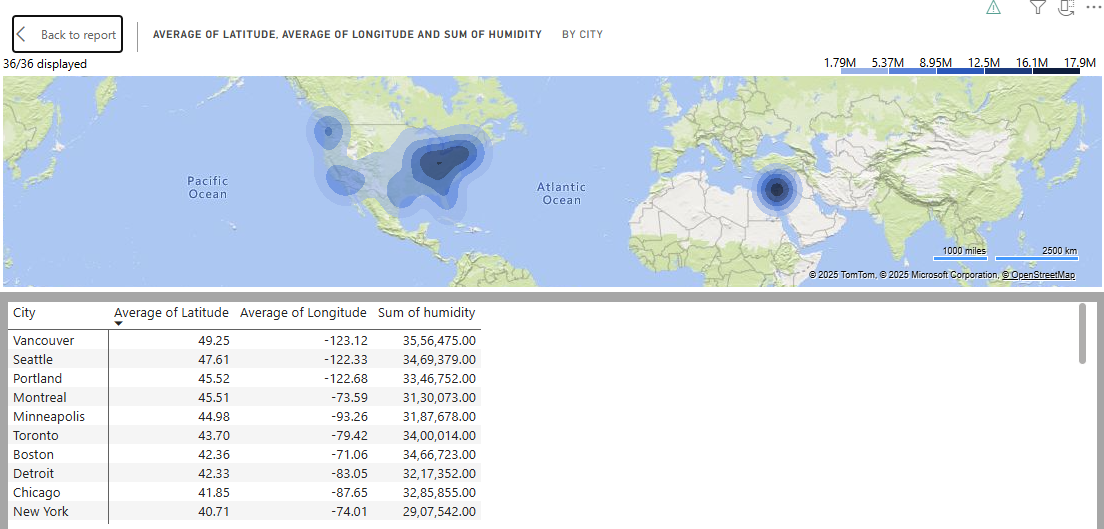 Back to report
AVERAGE OF LATITUDE, AVERAGE OF LONGITUDE AND SUM OF HUMIDITY BY CITY
36/36 displayed
1.79M 5.37M 8.95M 12.5M 16.1M 17.9M
Pacific
Ocean
Atlantic
Ocean
1000 miles 2500 km
© 2025 TomTom, © 2025 Microsoft Corporation, © OpenStreetMap
City Average of Latitude Average of Longitude Sum of humidity
Vancouver 49.25 -123.12 35,56,475.00
Seattle 47.61 -122.33 34,69,379.00
Portland 45.52 -122.68 33,46,752.00
Montreal 45.51 -73.59 31,30,073.00
Minneapolis 44.98 -93.26 31,87,678.00
Toronto 43.70 -79.42 34,00,014.00
Boston 42.36 -71.06 34,66,723.00
Detroit 42.33 -83.05 32,17,352.00
Chicago 41.85 -87.65 32,85,855.00
New York 40.71 -74.01 29,07,542.00